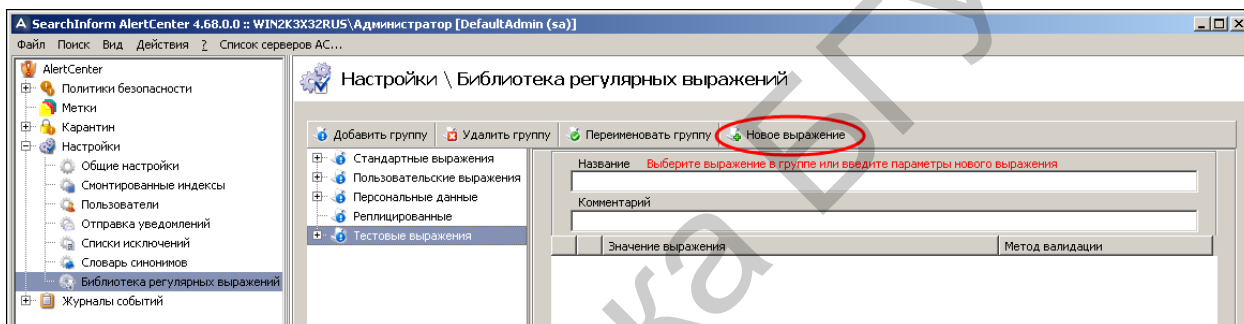 SearchInform AlertCenter 4.68.0.0 :: WIN2K3X32RUS\Администратор [DefaultAdmin (sa)]
Файл Поиск Вид Действия ? Список серверов AC...
AlertCenter
Политики безопасности
Метки
Карантин
Настройки
Общие настройки
Смонтированные индексы
Пользователи
Отправка уведомлений
Списки исключений
Словарь синонимов
Библиотека регулярных выражений
Журналы событий
Настройки \ Библиотека регулярных выражений
Добавить группу Удалить группу Переименовать группу Новое выражение
Стандартные выражения
Пользовательские выражения
Персональные данные
Реплицированные
Тестовые выражения
Название Выберите выражение в группе или введите параметры нового выражения
Комментарий
Значение выражения Метод валидации
ка БГУ